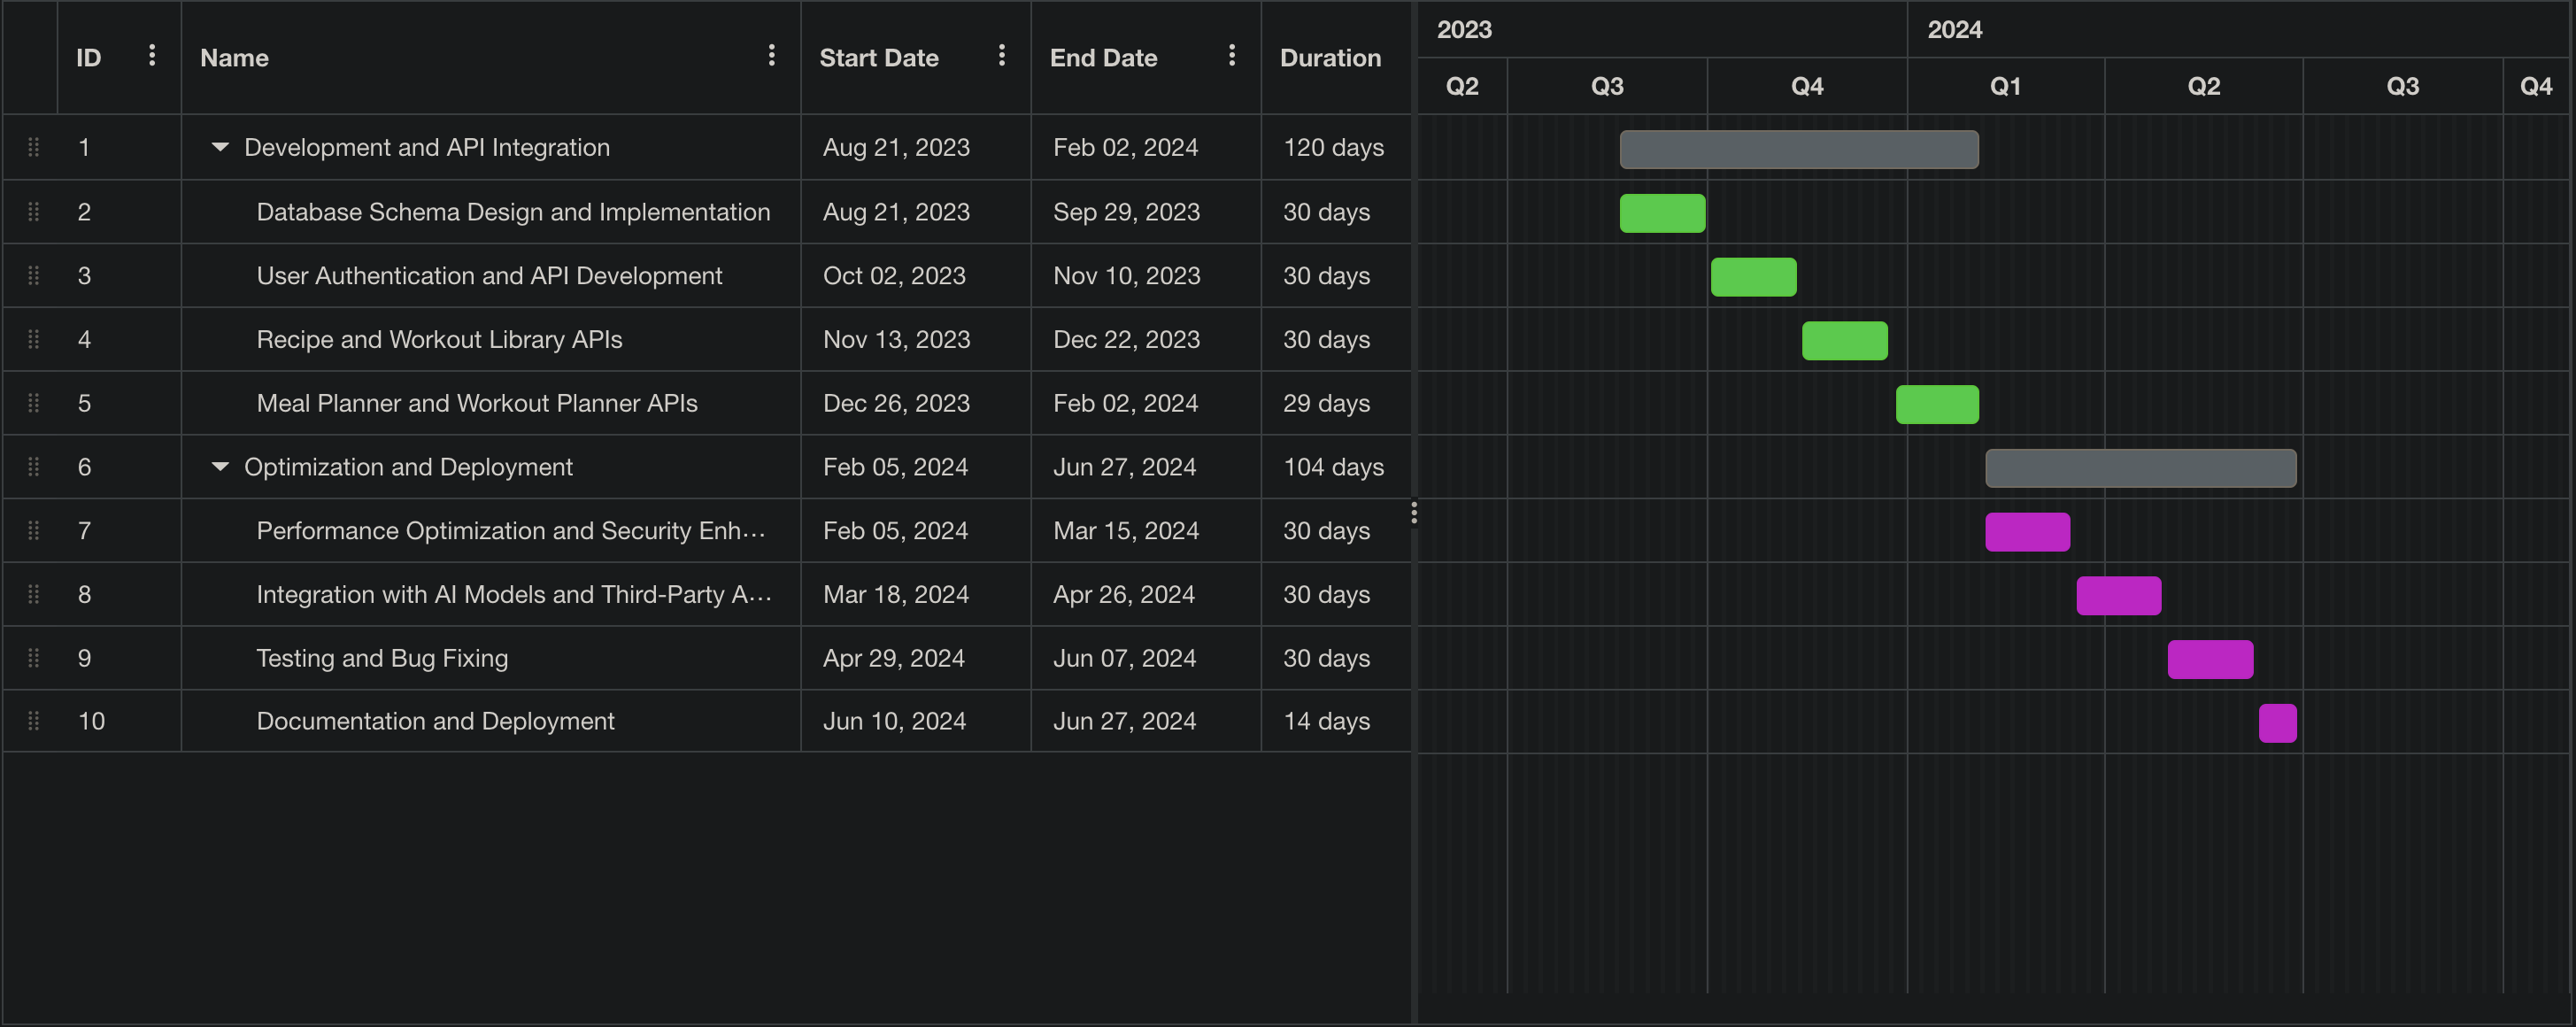 ID Name Start Date End Date Duration 2023 2024
Q2 Q3 Q4 Q1 Q2 Q3 Q4
1 Development and API Integration Aug 21, 2023 Feb 02, 2024 120 days
2 Database Schema Design and Implementation Aug 21, 2023 Sep 29, 2023 30 days
3 User Authentication and API Development Oct 02, 2023 Nov 10, 2023 30 days
4 Recipe and Workout Library APIs Nov 13, 2023 Dec 22, 2023 30 days
5 Meal Planner and Workout Planner APIs Dec 26, 2023 Feb 02, 2024 29 days
6 Optimization and Deployment Feb 05, 2024 Jun 27, 2024 104 days
7 Performance Optimization and Security Enh... Feb 05, 2024 Mar 15, 2024 30 days
8 Integration with AI Models and Third-Party A... Mar 18, 2024 Apr 26, 2024 30 days
9 Testing and Bug Fixing Apr 29, 2024 Jun 07, 2024 30 days
10 Documentation and Deployment Jun 10, 2024 Jun 27, 2024 14 days